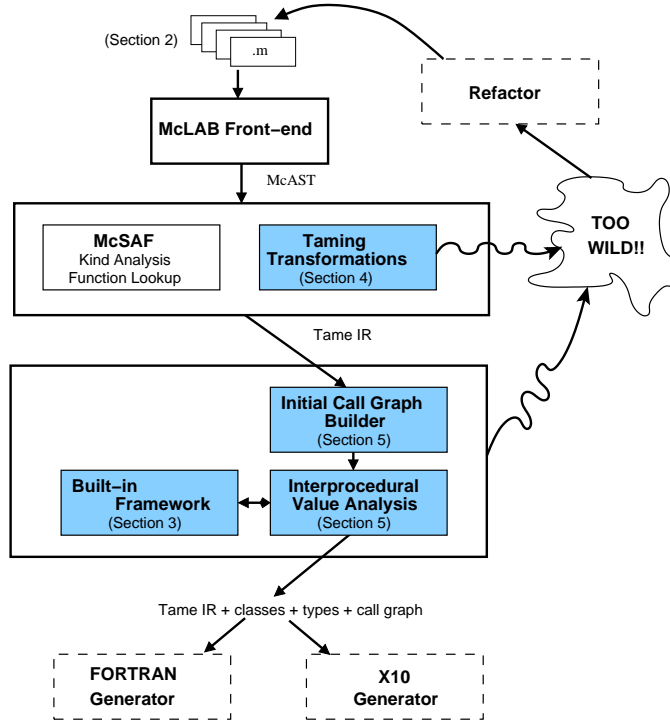 (Section 2)
.m
Refactor
McLAB Front–end
McAST
McSAF
Kind Analysis
Function Lookup
Taming
Transformations
(Section 4)
TOO
WILD!!
Tame IR
Initial Call Graph
Builder
(Section 5)
Built–in
Framework
(Section 3)
Interprocedural
Value Analysis
(Section 5)
Tame IR + classes + types + call graph
FORTRAN
Generator
X10
Generator